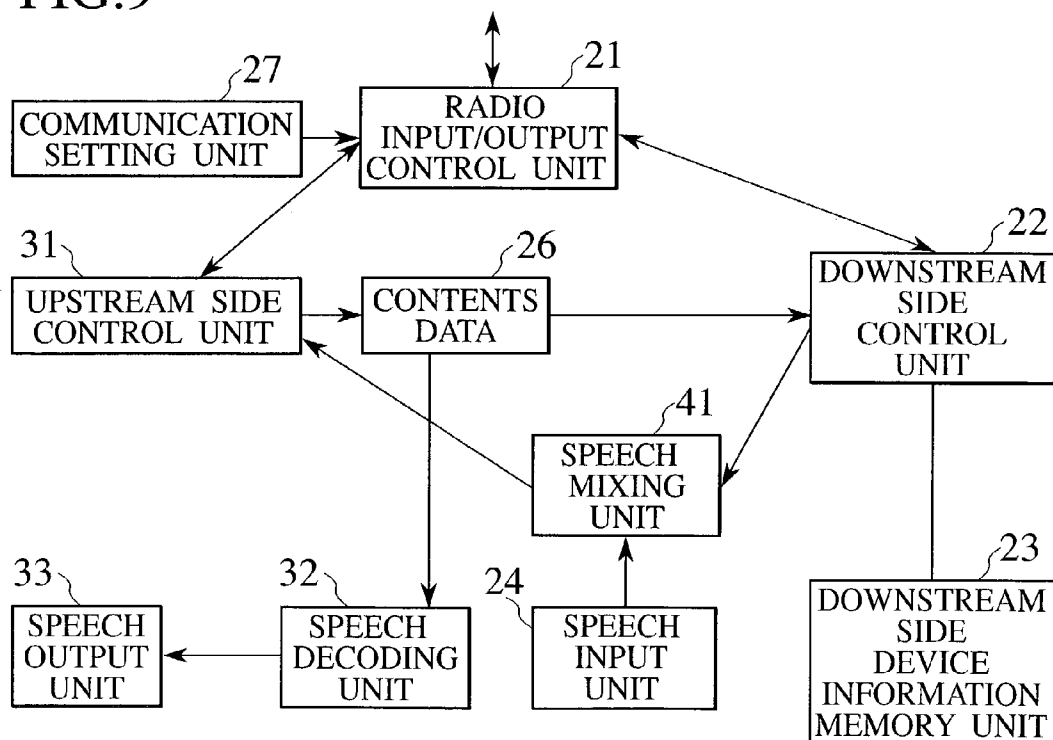 FIG.9
21
27
RADIO
INPUT/OUTPUT
CONTROL UNIT
COMMUNICATION
SETTING UNIT
22
31
26
DOWNSTREAM
SIDE
CONTROL
UNIT
UPSTREAM SIDE
CONTROL UNIT
CONTENTS
DATA
41
SPEECH
MIXING
UNIT
33
32
24
23
SPEECH
OUTPUT
UNIT
SPEECH
DECODING
UNIT
SPEECH
INPUT
UNIT
DOWNSTREAM
SIDE
DEVICE
INFORMATION
MEMORY UNIT